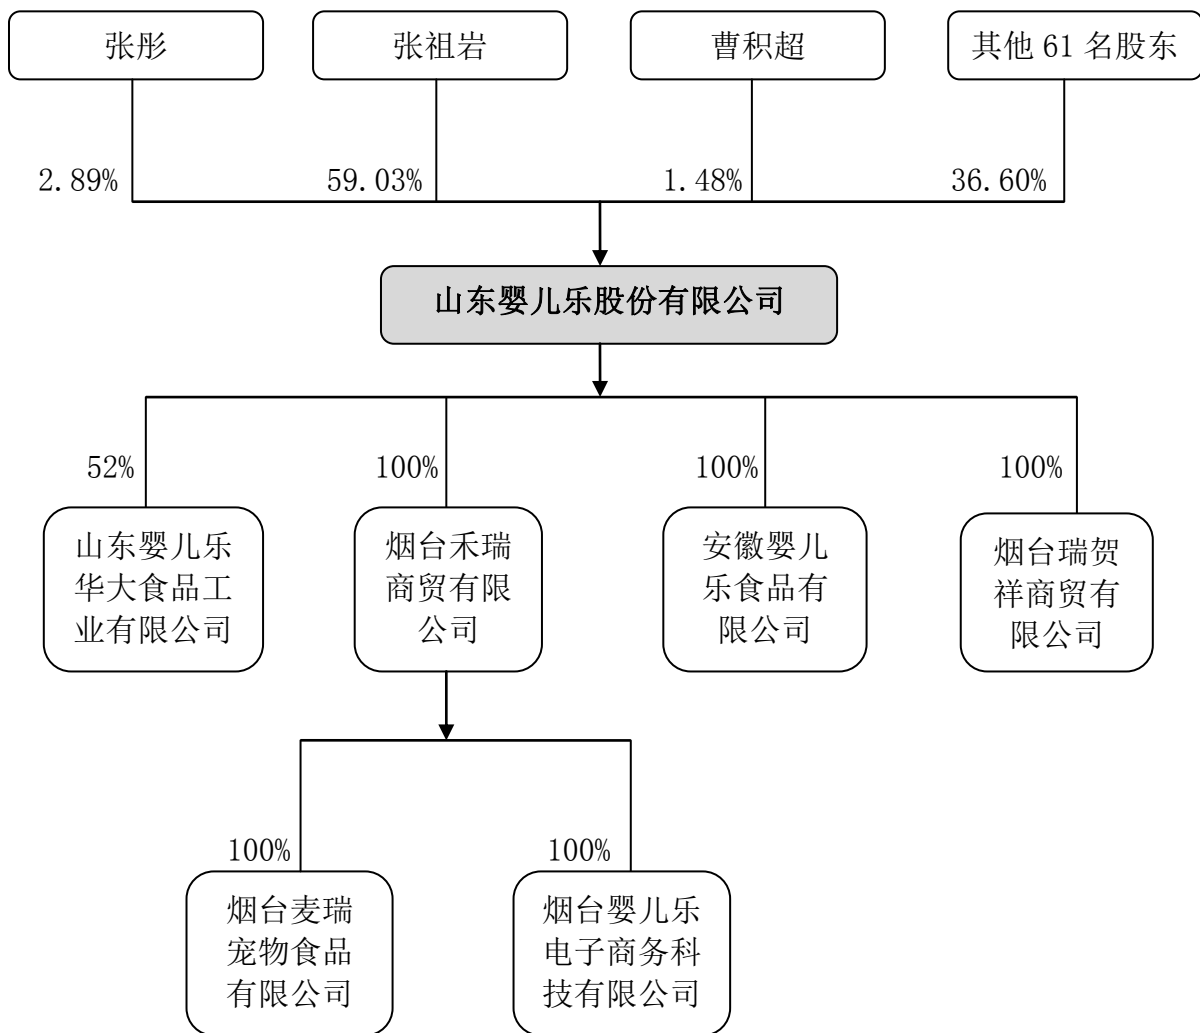 张彤
张祖岩
曹积超
其他 61 名股东
2.89%
59.03%
1.48%
36.60%
山东婴儿乐股份有限公司
52%
100%
100%
100%
山东婴儿乐
华大食品工
业有限公司
烟台禾瑞
商贸有限
公司
安徽婴儿
乐食品有
限公司
烟台瑞贺
祥商贸有
限公司
100%
100%
烟台麦瑞
宠物食品
有限公司
烟台婴儿乐
电子商务科
技有限公司